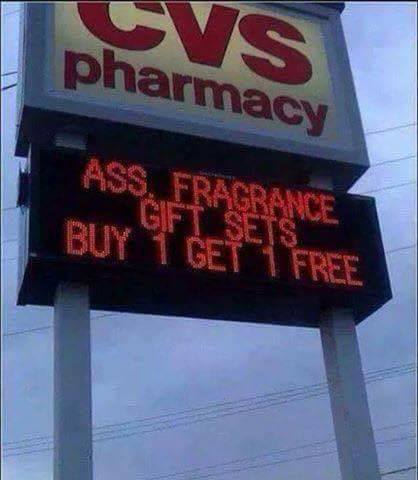 CVS
pharmacy
ASS. FRAGRANCE
GIFT SETS
BUY 1 GET 1 FREE